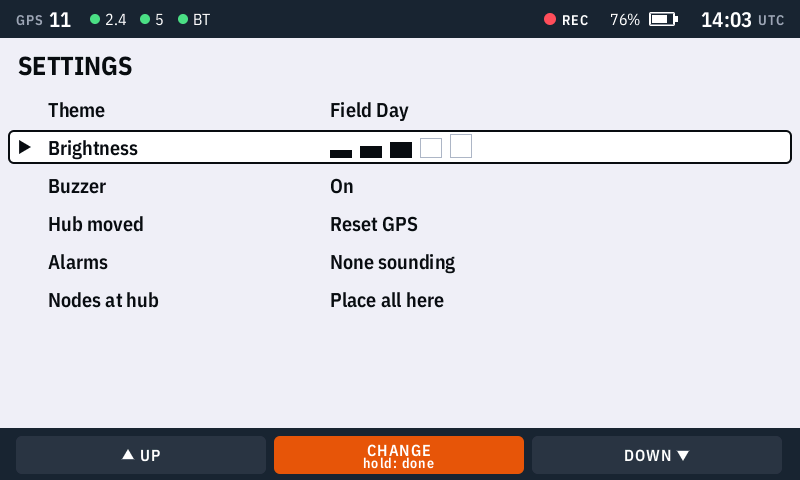 GPS 11 2.4 5 BT REC 76% 14:03 UTC
SETTINGS
Theme Field Day
Brightness
Buzzer On
Hub moved Reset GPS
Alarms None sounding
Nodes at hub Place all here
UP CHANGE DOWN
hold: done